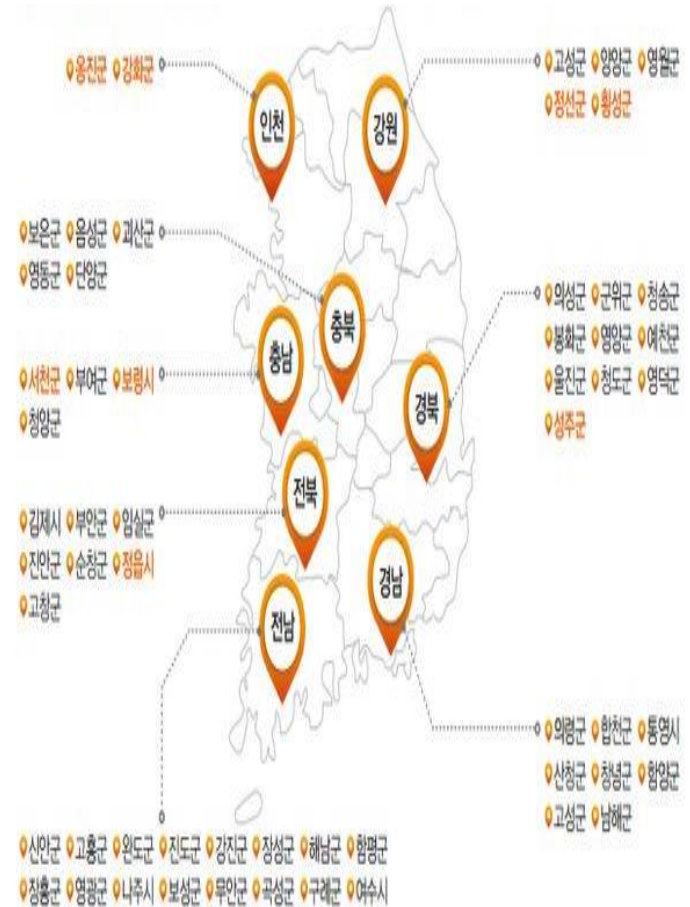 옹진군 강화군
인천
강원
고성군 양양군 영월군
정선군 횡성군
보은군 음성군 괴산군
영동군 단양군
충북
충남
서천군 부여군 보령시
청양군
의성군 군위군 청송군
봉화군 영양군 예천군
울진군 청도군 영덕군
성주군
경북
전북
김제시 부안군 임실군
진안군 순창군 정읍시
고창군
경남
전남
의령군 합천군 통영시
산청군 창녕군 함양군
고성군 남해군
신안군 고흥군 완도군 진도군 강진군 장성군 해남군 함평군
장흥군 영광군 나주시 보성군 무안군 곡성군 구례군 여수시